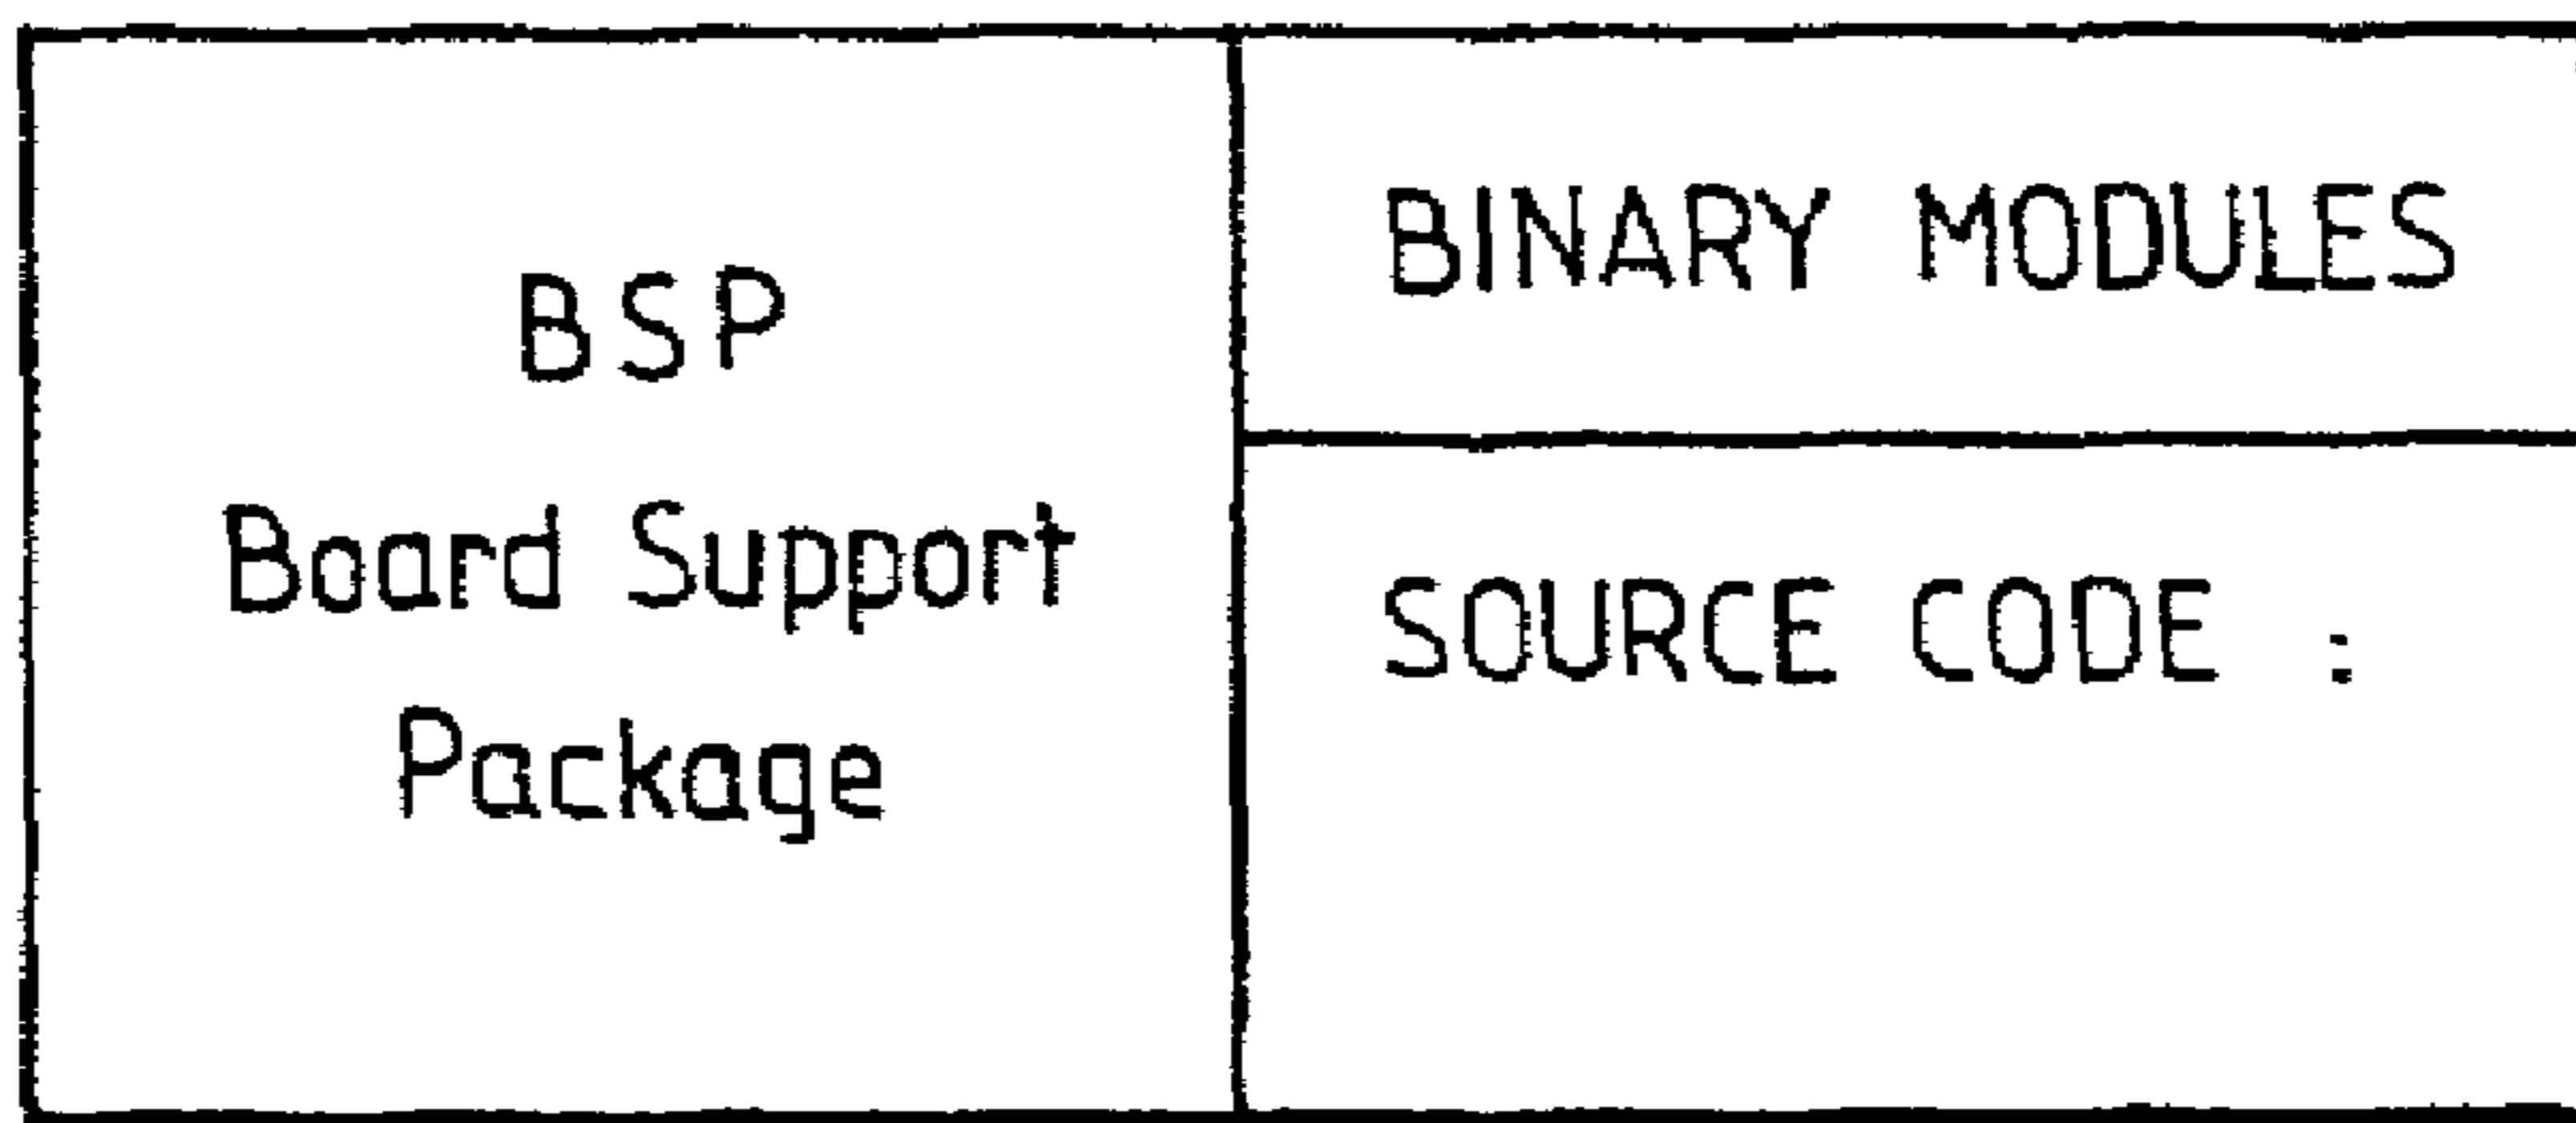 BSP
Board Support
Package
BINARY MODULES
SOURCE CODE :